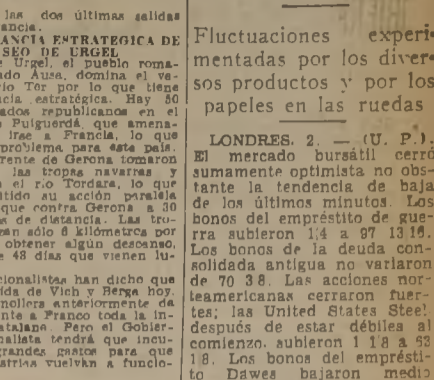 las dos últimas salidas
ancia.
ANCIA ESTRATEGICA DE
SEO DE URGEL
e Urgel, el pueblo roma-
ado Ausa, domina el va-
río Ter por lo que tiene
ncia estratégica. Hay 50
ados republicanos en el
Puigcerdá, que amena-
irse a Francia, lo que
problema para este país.
rente de Gerona tomaron
las tropas navarras y
el río Tordara, lo que
itido su acción paralela
que contra Gerona a 30
de distancia. Las tro-
an sólo 6 kilómetros por
obtener algún descanso,
e 48 días que vienen lu-
cionalistas han dicho que
ida de Vich y Berga hoy.
nollers anteriormente da
nte a Franco toda la in-
atalana. Pero el Gobier-
nalista tendrá que incu-
grandes gastos para que
strias vuelvan a funcio-
Fluctuaciones experi-
mentadas por los diver-
sos productos y por los
papeles en las ruedas
LONDRES, 2. — (U. P.).
El mercado bursátil cerró
sumamente optimista no obs-
tante la tendencia de baja
de los últimos minutos. Los
bonos del empréstito de gue-
rra subieron 1|4 a 97 13|16.
Los bonos de la deuda con-
solidada antigua no variaron
de 70 3|8. Las acciones nor-
teamericanas cerraron fuer-
tes; las United States Steel,
después de estar débiles al
comienzo, subieron 1 1|8 a 63
1|8. Los bonos del emprésti-
to Dawes bajaron medio